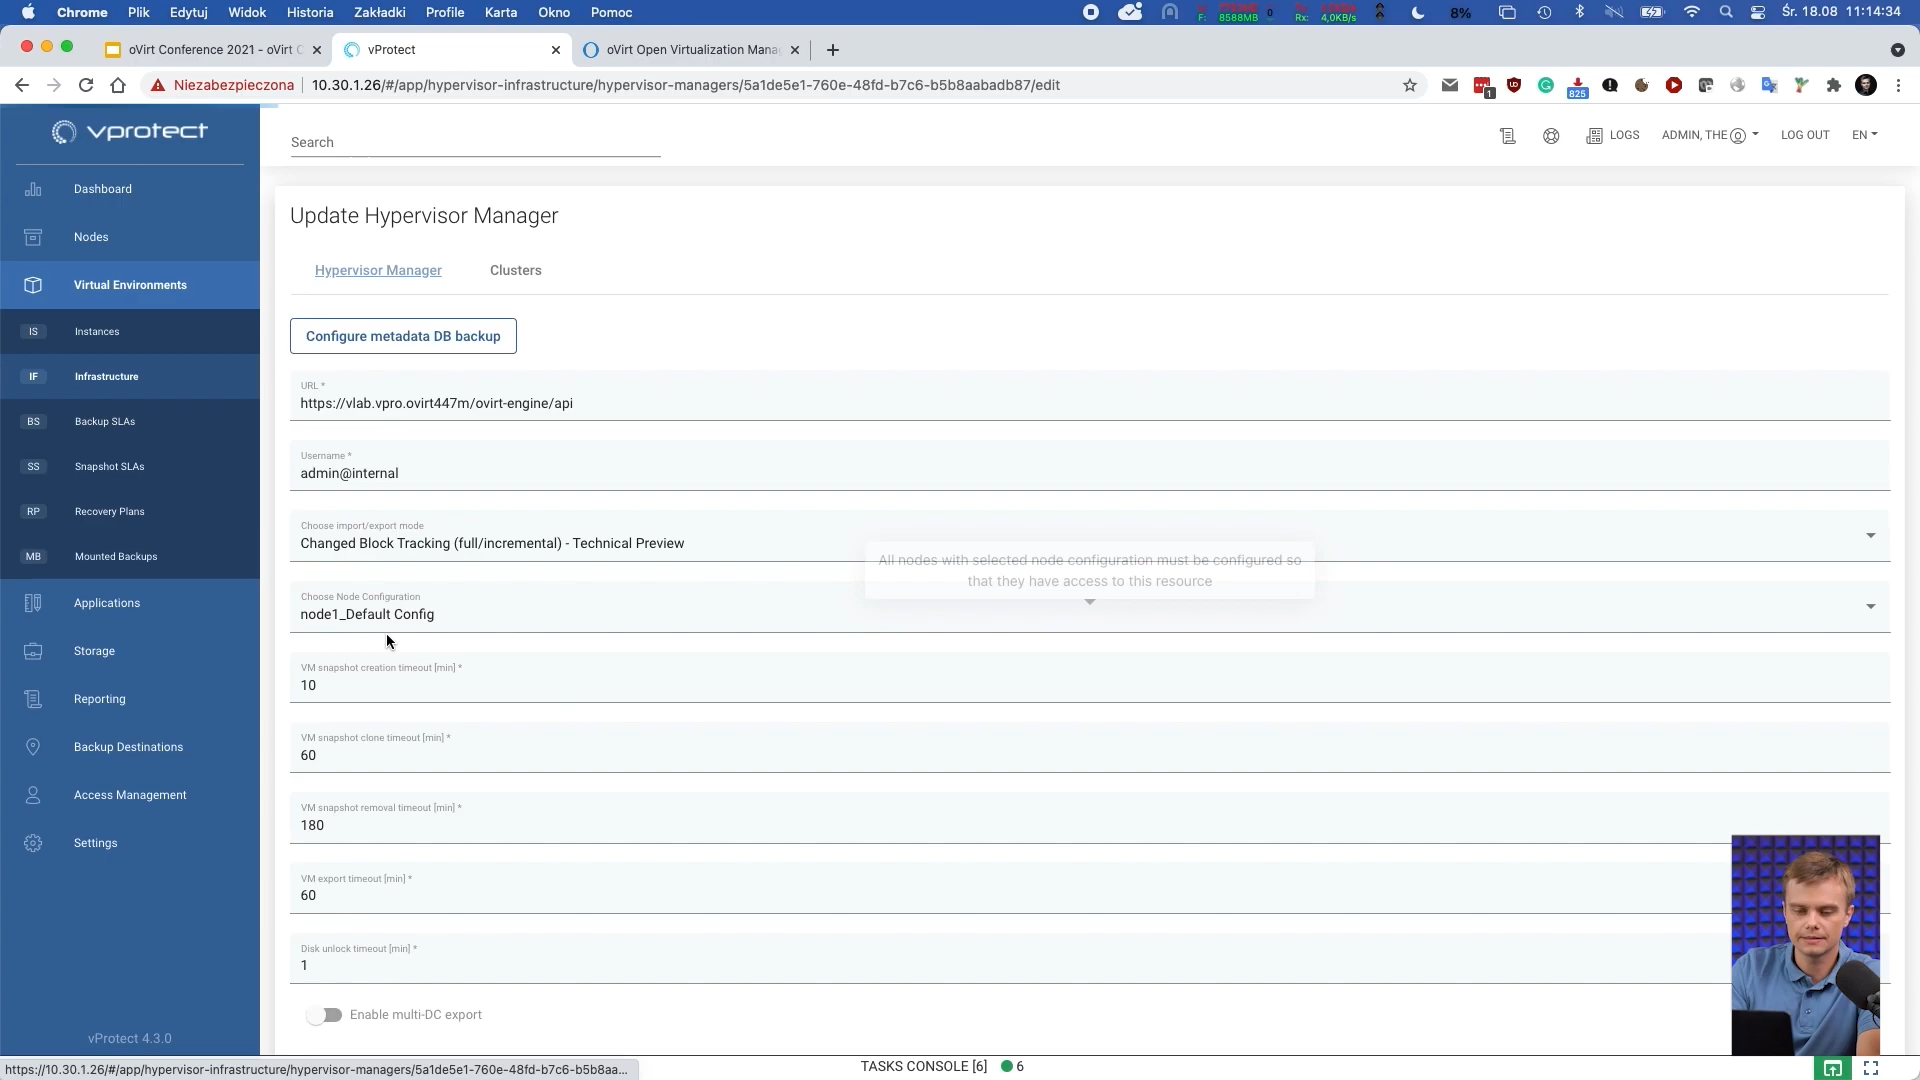 Chrome Plik Edytuj Widok Historia Zakładki Profile Karta Okno Pomoc
F: 8588MB 0 Rx: 4,0KB/s 8% Śr. 18.08 11:14:34
oVirt Conference 2021 - oVirt C
vProtect
oVirt Open Virtualization Mana
Niezabezpieczona 10.30.1.26/#/app/hypervisor-infrastructure/hypervisor-managers/5a1de5e1-760e-48fd-b7c6-b5b8aabadb87/edit
1
825
vprotect
Search
LOGS ADMIN, THE LOG OUT EN
Dashboard
Nodes
Virtual Environments
IS Instances
IF Infrastructure
BS Backup SLAs
SS Snapshot SLAs
RP Recovery Plans
MB Mounted Backups
Applications
Storage
Reporting
Backup Destinations
Access Management
Settings
vProtect 4.3.0
Update Hypervisor Manager
Hypervisor Manager Clusters
Configure metadata DB backup
URL *
https://vlab.vpro.ovirt447m/ovirt-engine/api
Username *
admin@internal
Choose import/export mode
Changed Block Tracking (full/incremental) - Technical Preview
All nodes with selected node configuration must be configured so
that they have access to this resource
Choose Node Configuration
node1_Default Config
VM snapshot creation timeout [min] *
10
VM snapshot clone timeout [min] *
60
VM snapshot removal timeout [min] *
180
VM export timeout [min] *
60
Disk unlock timeout [min] *
1
Enable multi-DC export
https://10.30.1.26/#/app/hypervisor-infrastructure/hypervisor-managers/5a1de5e1-760e-48fd-b7c6-b5b8aa...
TASKS CONSOLE [6] 6